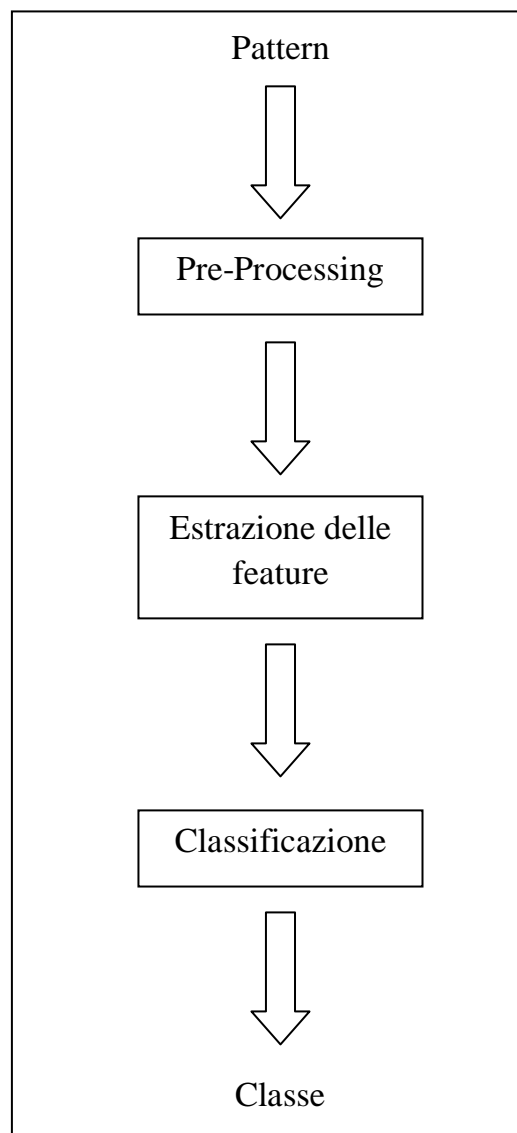 Pattern
Pre-Processing
Estrazione delle
feature
Classificazione
Classe